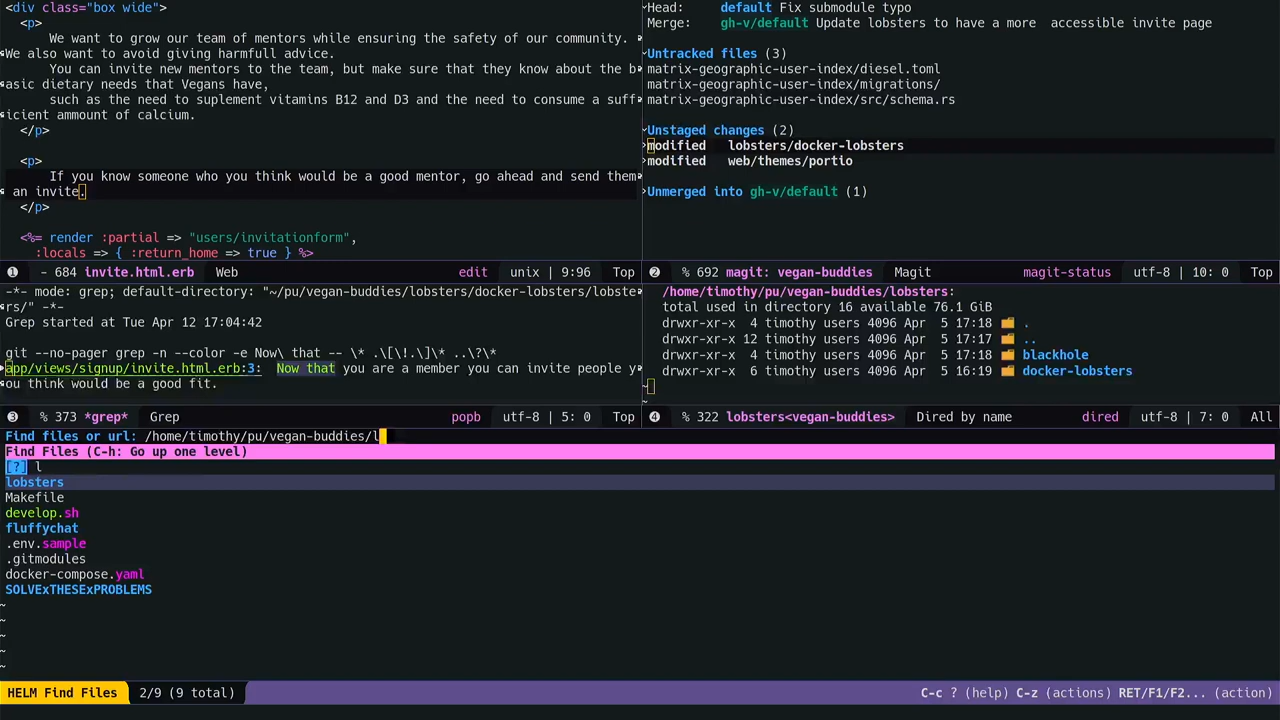 <div class="box wide">
<p>
We want to grow our team of mentors while ensuring the safety of our community.
We also want to avoid giving harmfull advice.
You can invite new mentors to the team, but make sure that they know about the b
asic dietary needs that Vegans have,
such as the need to suplement vitamins B12 and D3 and the need to consume a suff
icient ammount of calcium.
</p>
<p>
If you know someone who you think would be a good mentor, go ahead and send them
an invite.
</p>
<%= render :partial => "users/invitationform",
:locals => { :return_home => true } %>
❶ - 684 invite.html.erb Web edit unix | 9:96 Top
Head: default Fix submodule typo
Merge: gh-v/default Update lobsters to have a more  accessible invite page
Untracked files (3)
matrix-geographic-user-index/diesel.toml
matrix-geographic-user-index/migrations/
matrix-geographic-user-index/src/schema.rs
Unstaged changes (2)
modified lobsters/docker-lobsters
modified web/themes/portio
Unmerged into gh-v/default (1)
❷ % 692 magit: vegan-buddies Magit magit-status utf-8 | 10: 0 Top
-*- mode: grep; default-directory: "~/pu/vegan-buddies/lobsters/docker-lobsters/lobste
rs/" -*-
Grep started at Tue Apr 12 17:04:42
git --no-pager grep -n --color -e Now\ that -- \* .\[\!.\]\* ..\?\*
app/views/signup/invite.html.erb:3: Now that you are a member you can invite people y
ou think would be a good fit.
❸ % 373 *grep* Grep popb utf-8 | 5: 0 Top
/home/timothy/pu/vegan-buddies/lobsters:
total used in directory 16 available 76.1 GiB
drwxr-xr-x 4 timothy users 4096 Apr 5 17:18 .
drwxr-xr-x 12 timothy users 4096 Apr 5 17:17 ..
drwxr-xr-x 4 timothy users 4096 Apr 5 17:18 blackhole
drwxr-xr-x 6 timothy users 4096 Apr 5 16:19 docker-lobsters
~
~
❹ % 322 lobsters<vegan-buddies> Dired by name dired utf-8 | 7: 0 All
Find files or url: /home/timothy/pu/vegan-buddies/l
Find Files (C-h: Go up one level)
[?] l
lobsters
Makefile
develop.sh
fluffychat
.env.sample
.gitmodules
docker-compose.yaml
SOLVExTHESExPROBLEMS
~
~
~
~
~
HELM Find Files 2/9 (9 total) C-c ? (help) C-z (actions) RET/F1/F2... (action)